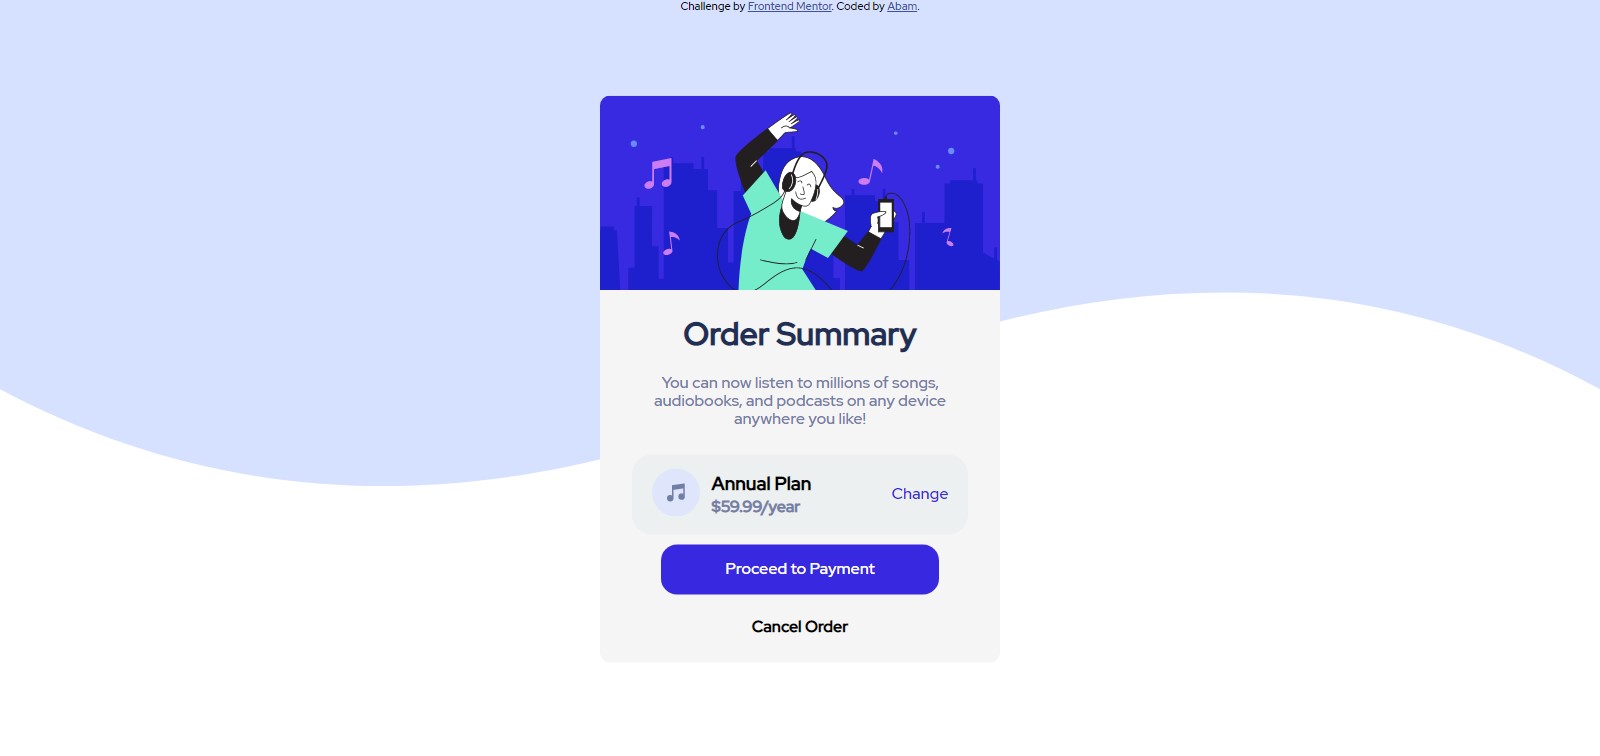 Challenge by Frontend Mentor. Coded by Abam.
Order Summary
You can now listen to millions of songs,
audiobooks, and podcasts on any device
anywhere you like!
Annual Plan
$59.99/year
Change
Proceed to Payment
Cancel Order